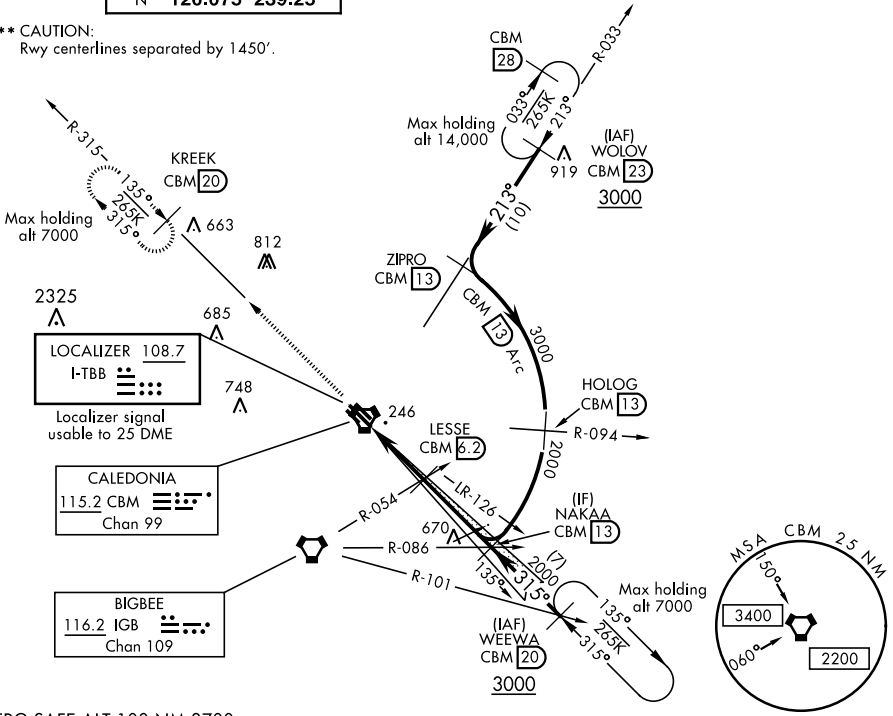 N 126.075 239.25
** CAUTION:
Rwy centerlines separated by 1450'.
CBM
28
R-033
033°
265K
213°
Max holding
alt 14,000
(IAF)
WOLOV
CBM 23
3000
919
213°
(10)
R-315
KREEK
CBM 20
135°
265K
315°
Max holding
alt 7000
663
812
ZIPRO
CBM 13
CBM 13 Arc
3000
2325
685
LOCALIZER 108.7
I-TBB
Localizer signal
usable to 25 DME
748
246
HOLOG
CBM 13
R-094
2000
LESSE
CBM 6.2
CALEDONIA
115.2 CBM
Chan 99
R-054
LR-126
(IF)
NAKAA
CBM 13
670
R-086
(7)
2000
315°
135°
R-101
BIGBEE
116.2 IGB
Chan 109
Max holding
alt 7000
135°
265K
315°
(IAF)
WEEWA
CBM 20
3000
MSA CBM 25 NM
150°
3400
060°
2200